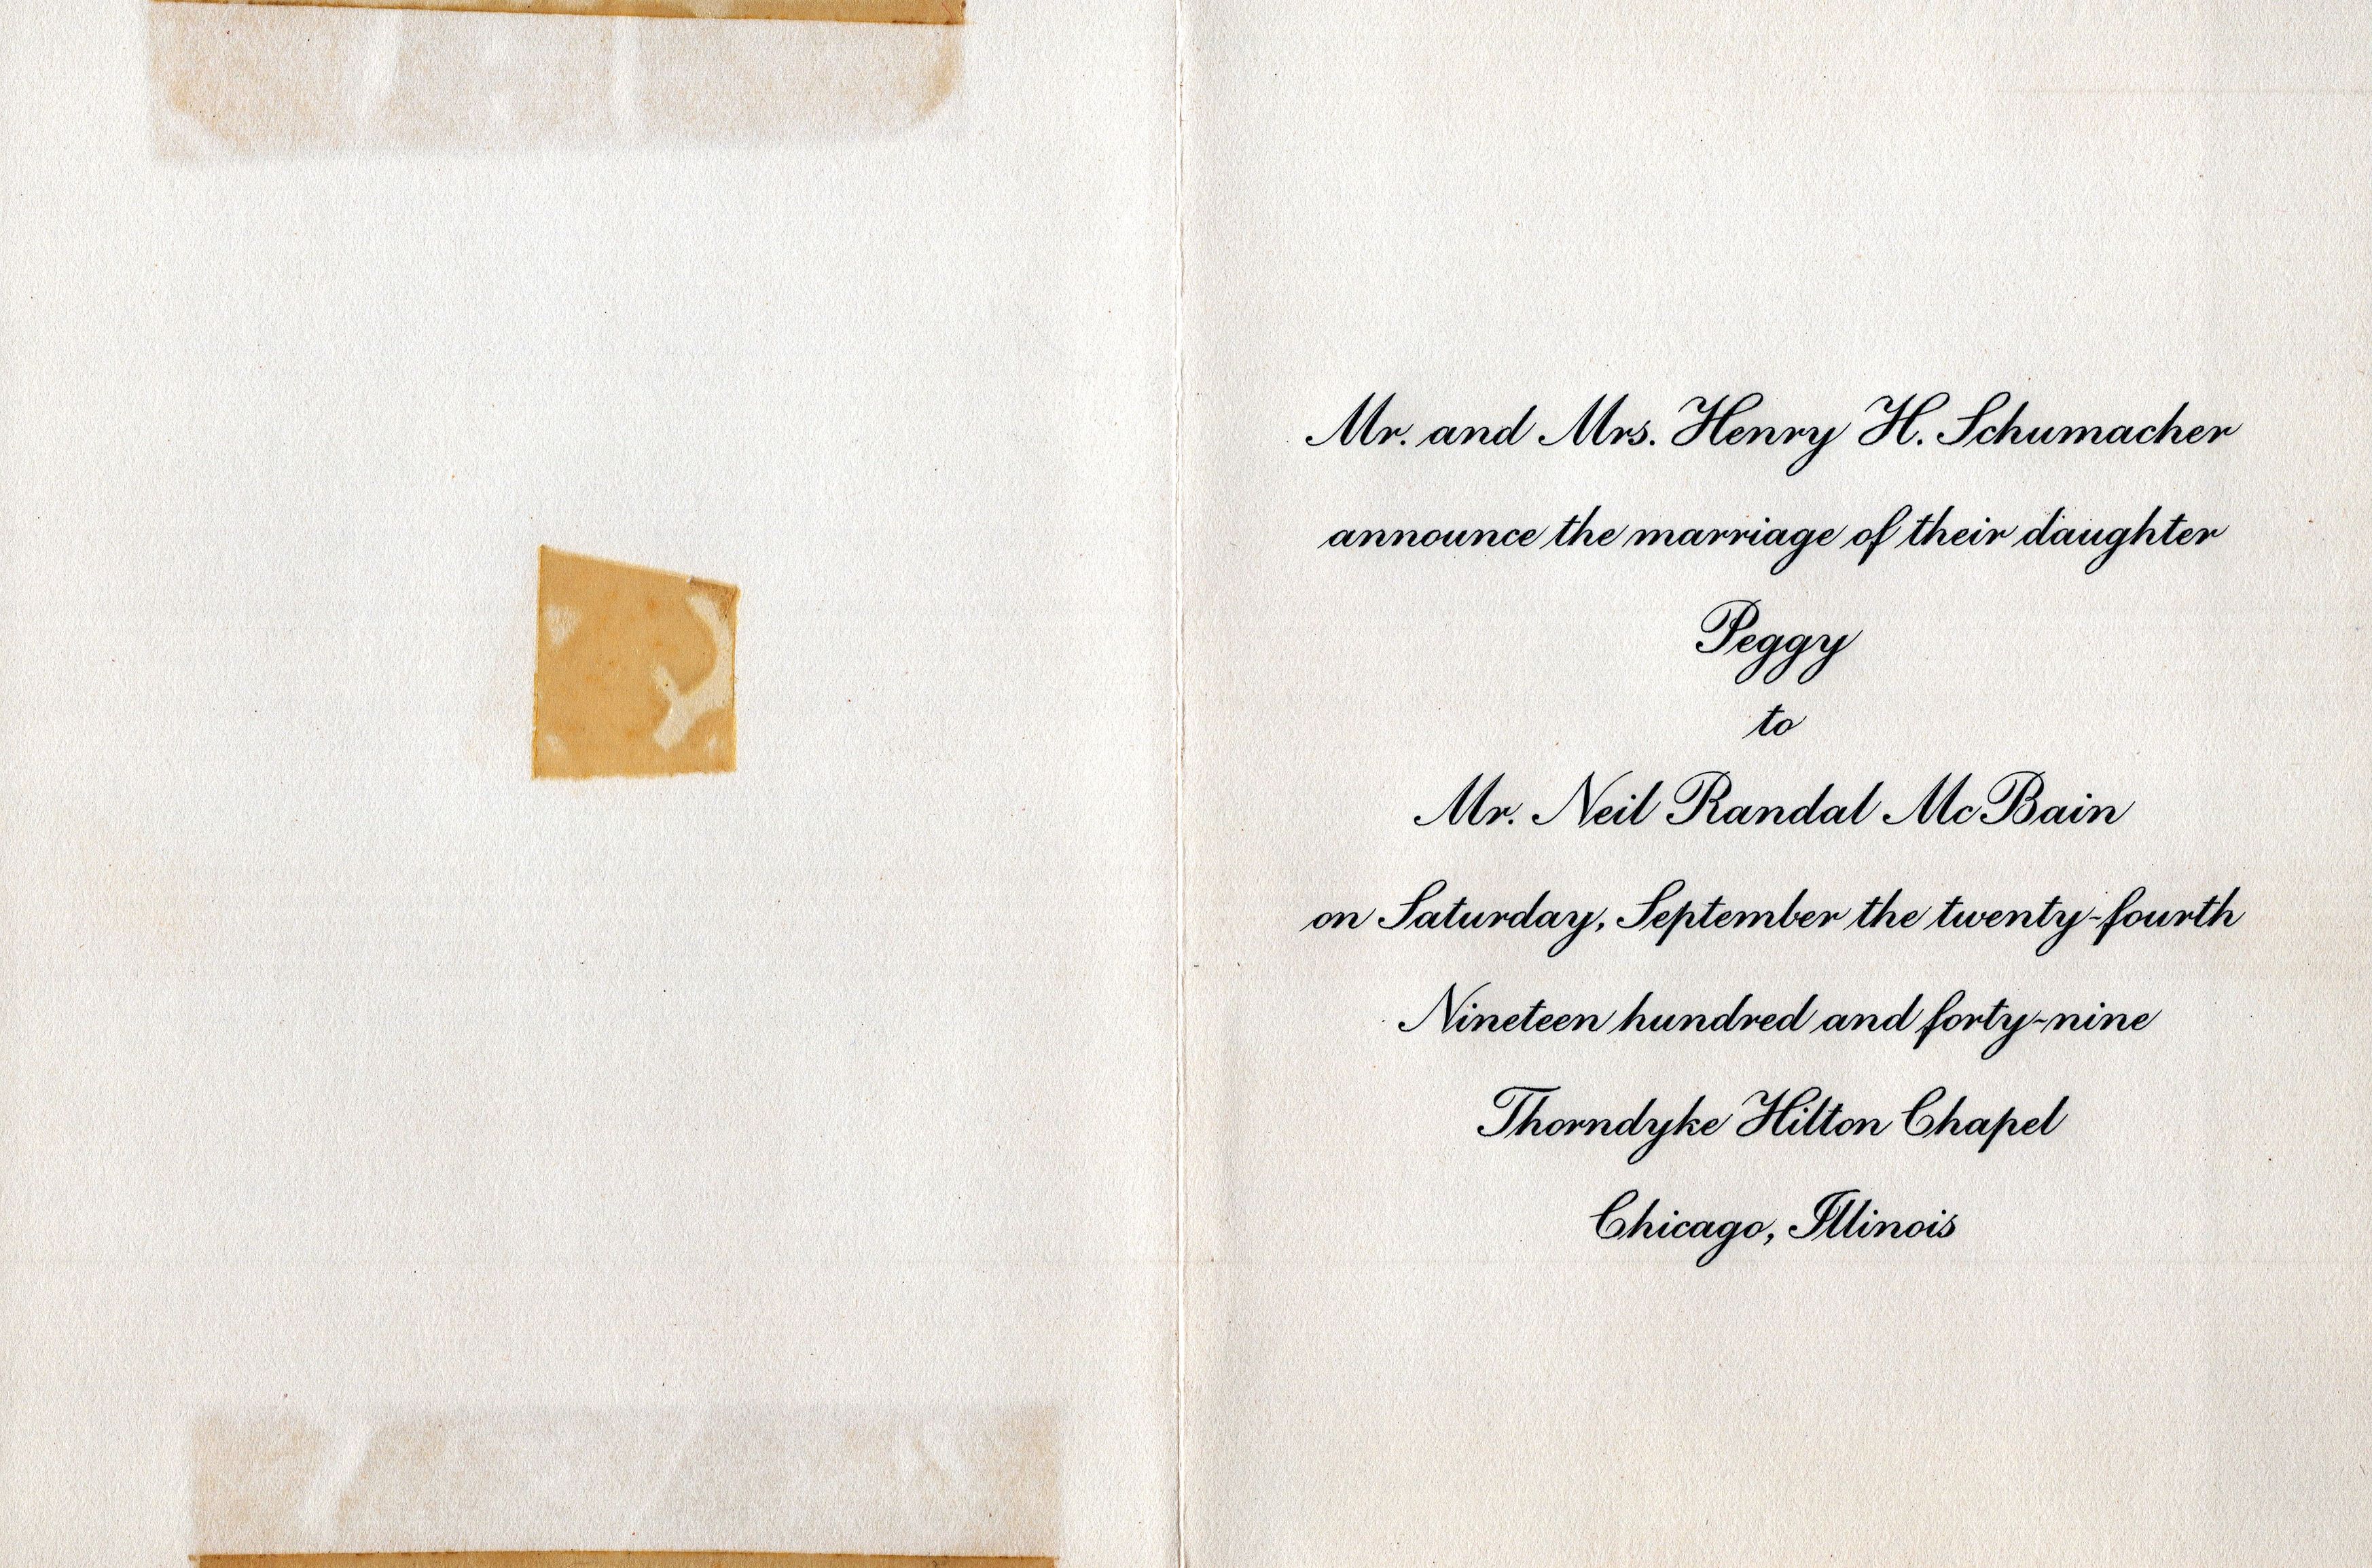 Mr. and Mrs. Henry H. Schumacher
announce the marriage of their daughter
Peggy
to
Mr. Neil Randal McBain
on Saturday, September the twenty-fourth
Nineteen hundred and forty-nine
Thorndyke Hilton Chapel
Chicago, Illinois